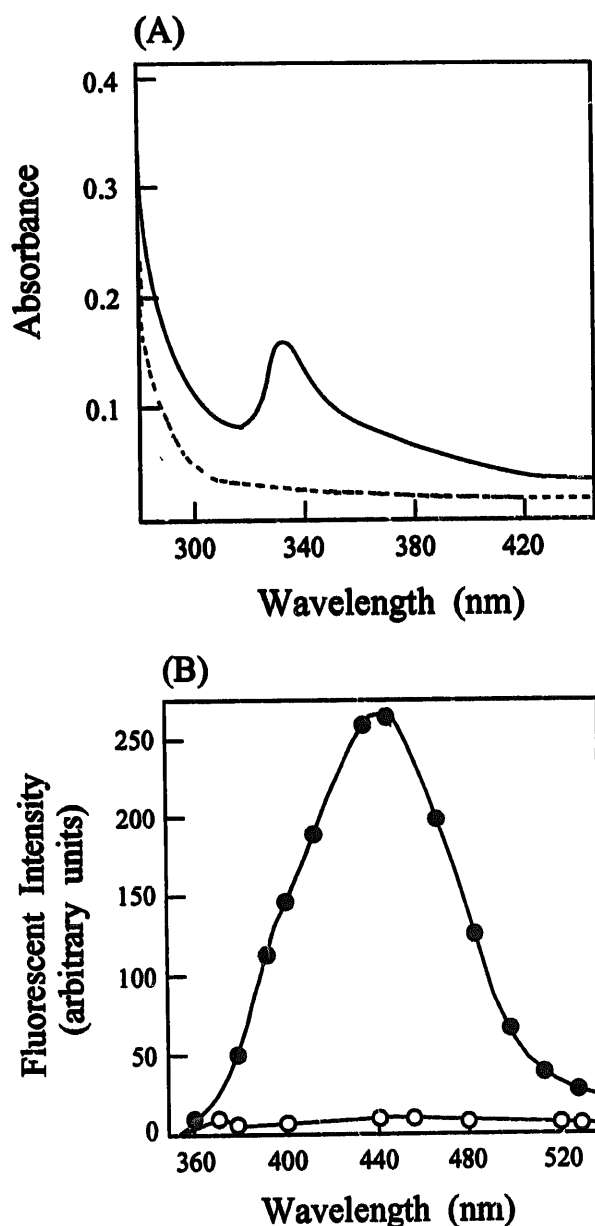 (A)
0.4
0.3
0.2
0.1
Absorbance
300 340 380 420
Wavelength (nm)
(B)
250
200
150
100
50
0
Fluorescent Intensity
(arbitrary units)
360 400 440 480 520
Wavelength (nm)